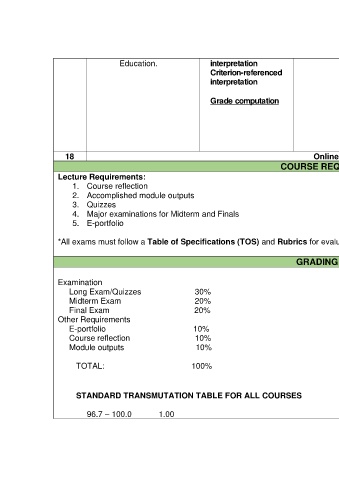 Education.
interpretation
Criterion-referenced
interpretation
Grade computation
18 Online
COURSE REQ
Lecture Requirements:
1. Course reflection
2. Accomplished module outputs
3. Quizzes
4. Major examinations for Midterm and Finals
5. E-portfolio
*All exams must follow a Table of Specifications (TOS) and Rubrics for evalu
GRADING
Examination
Long Exam/Quizzes 30%
Midterm Exam 20%
Final Exam 20%
Other Requirements
E-portfolio 10%
Course reflection 10%
Module outputs 10%
TOTAL: 100%
STANDARD TRANSMUTATION TABLE FOR ALL COURSES
96.7 – 100.0 1.00